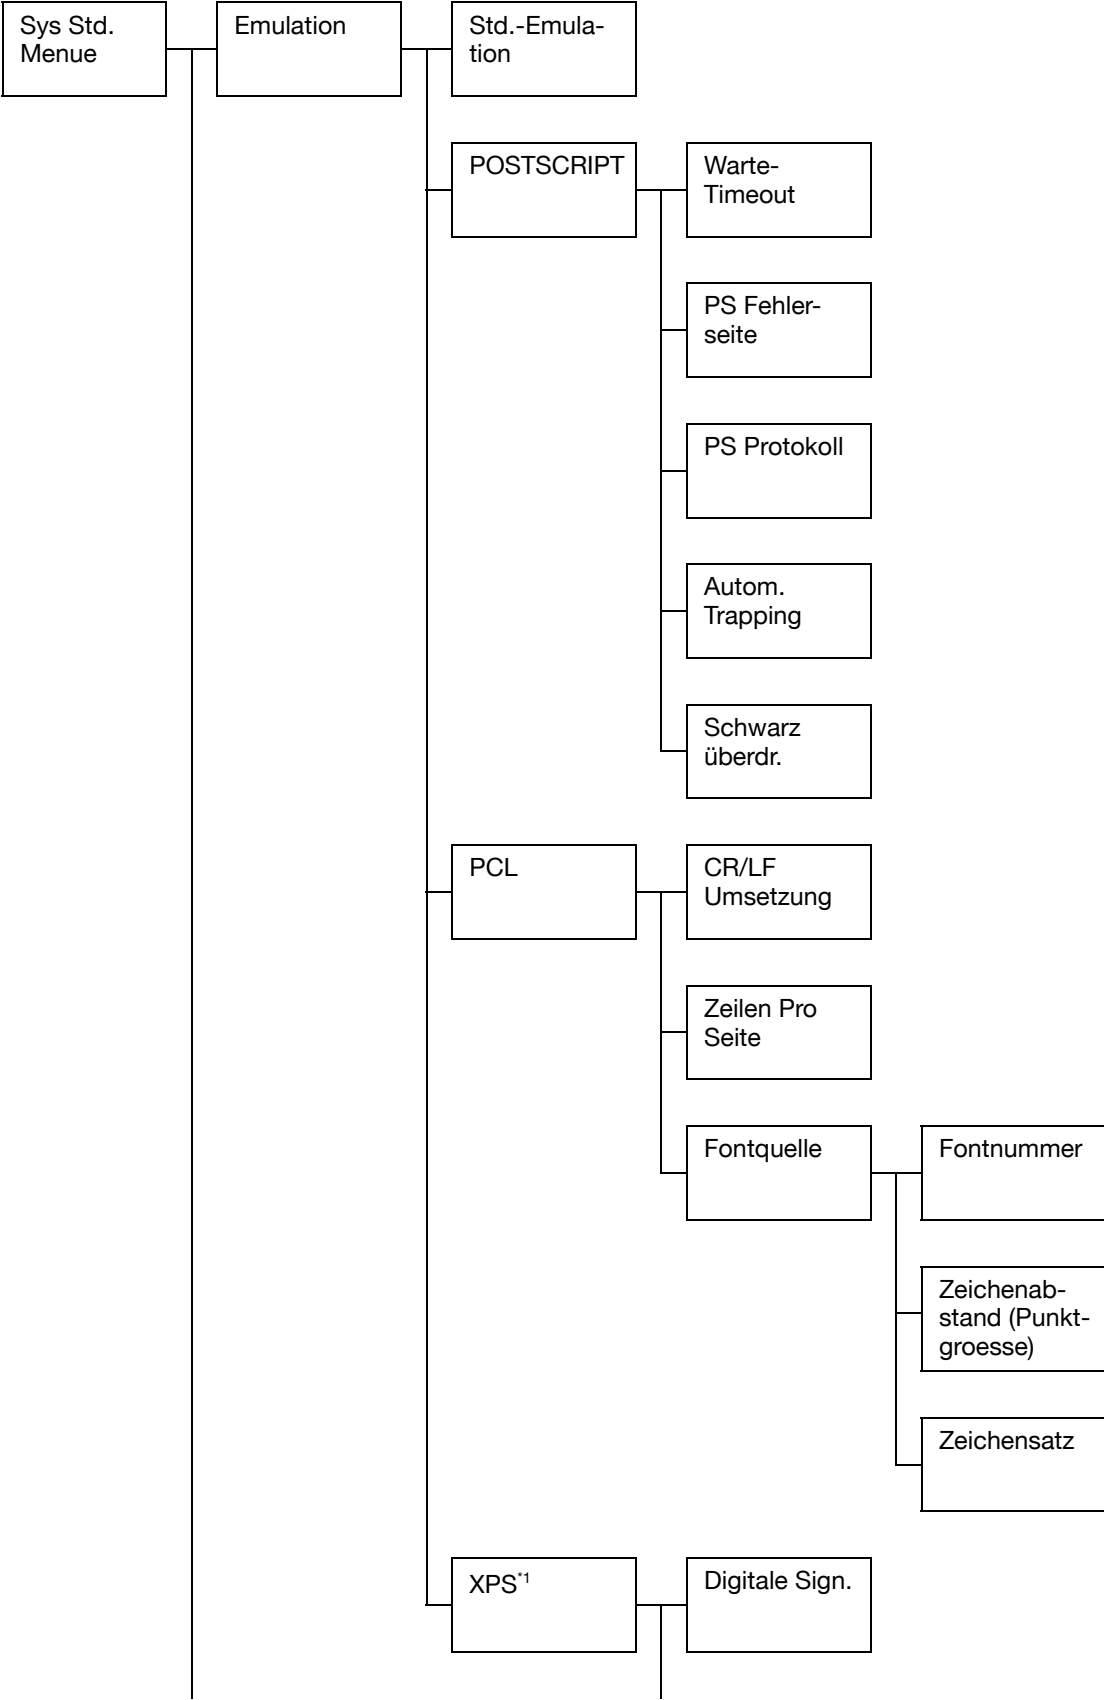 Sys Std.
Menue
Emulation
Std.-Emula-
tion
POSTSCRIPT
Warte-
Timeout
PS Fehler-
seite
PS Protokoll
Autom.
Trapping
Schwarz
überdr.
PCL
CR/LF
Umsetzung
Zeilen Pro
Seite
Fontquelle
Fontnummer
Zeichenab-
stand (Punkt-
groesse)
Zeichensatz
XPS*1
Digitale Sign.